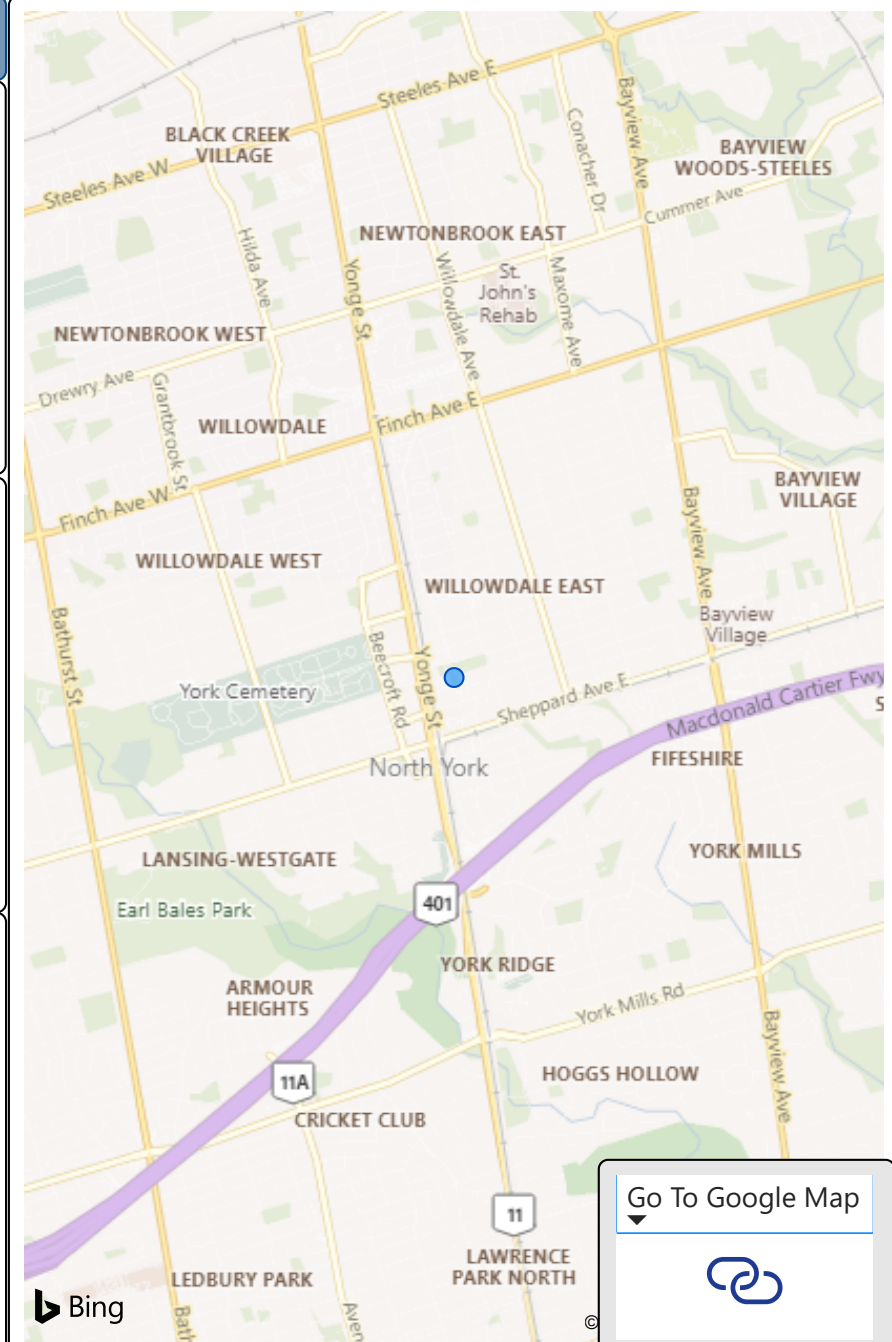 Steeles Ave E
Bayview Ave
Conacher Dr
BLACK CREEK
VILLAGE
BAYVIEW
WOODS-STEELES
Steeles Ave W
Cummer Ave
NEWTONBROOK EAST
Hilda Ave
Yonge St
Willowdale Ave
St.
John's
Rehab
Maxome Ave
NEWTONBROOK WEST
Drewry Ave
Grantbrook St
WILLOWDALE
Finch Ave E
BAYVIEW
VILLAGE
Finch Ave W
Bayview Ave
WILLOWDALE WEST
WILLOWDALE EAST
Bathurst St
Bayview
Village
Beecroft Rd
Yonge St
York Cemetery
Sheppard Ave E
Macdonald Cartier Fwy
S
North York
FIFESHIRE
LANSING-WESTGATE
YORK MILLS
401
Earl Bales Park
YORK RIDGE
ARMOUR
HEIGHTS
York Mills Rd
Bayview Ave
11A
HOGGS HOLLOW
CRICKET CLUB
11
Go To Google Map
LAWRENCE
PARK NORTH
LEDBURY PARK
Bing
Bath
Aven
©